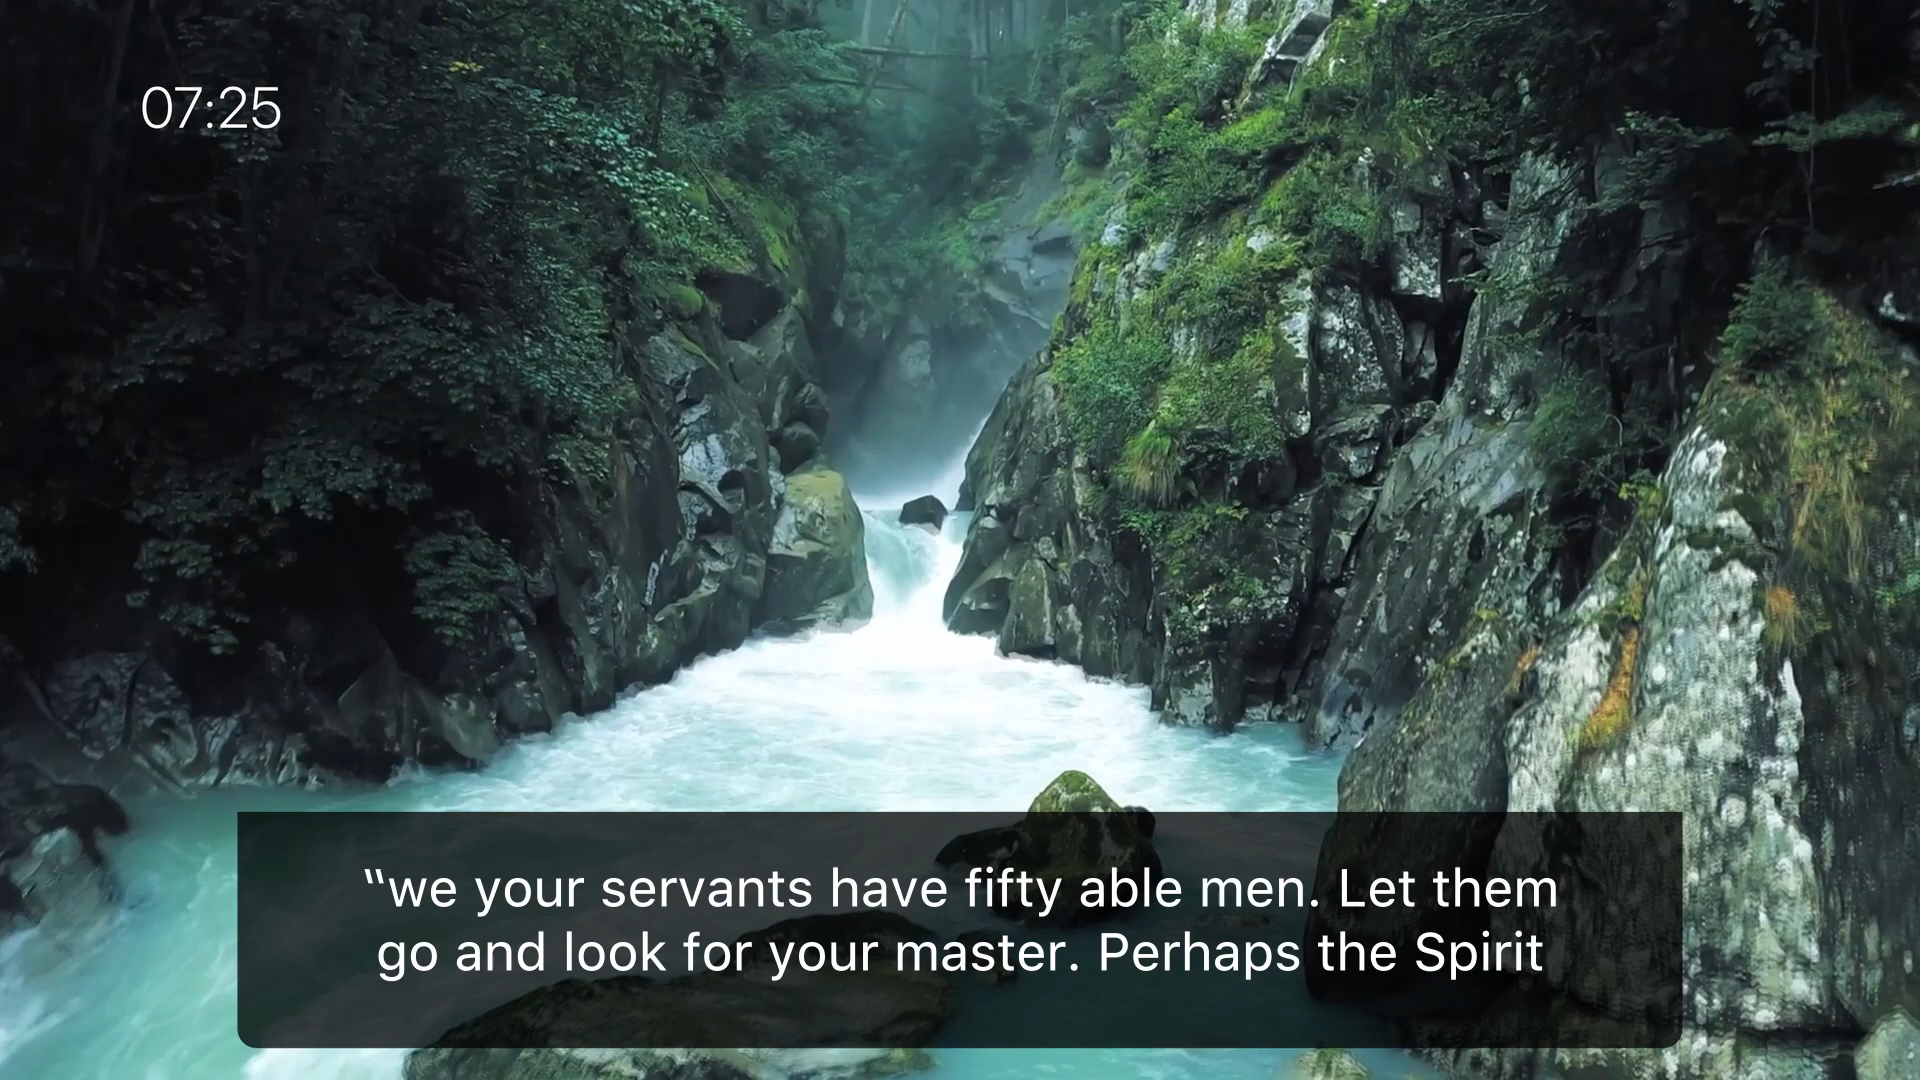 07:25
“we your servants have fifty able men. Let them
go and look for your master. Perhaps the Spirit